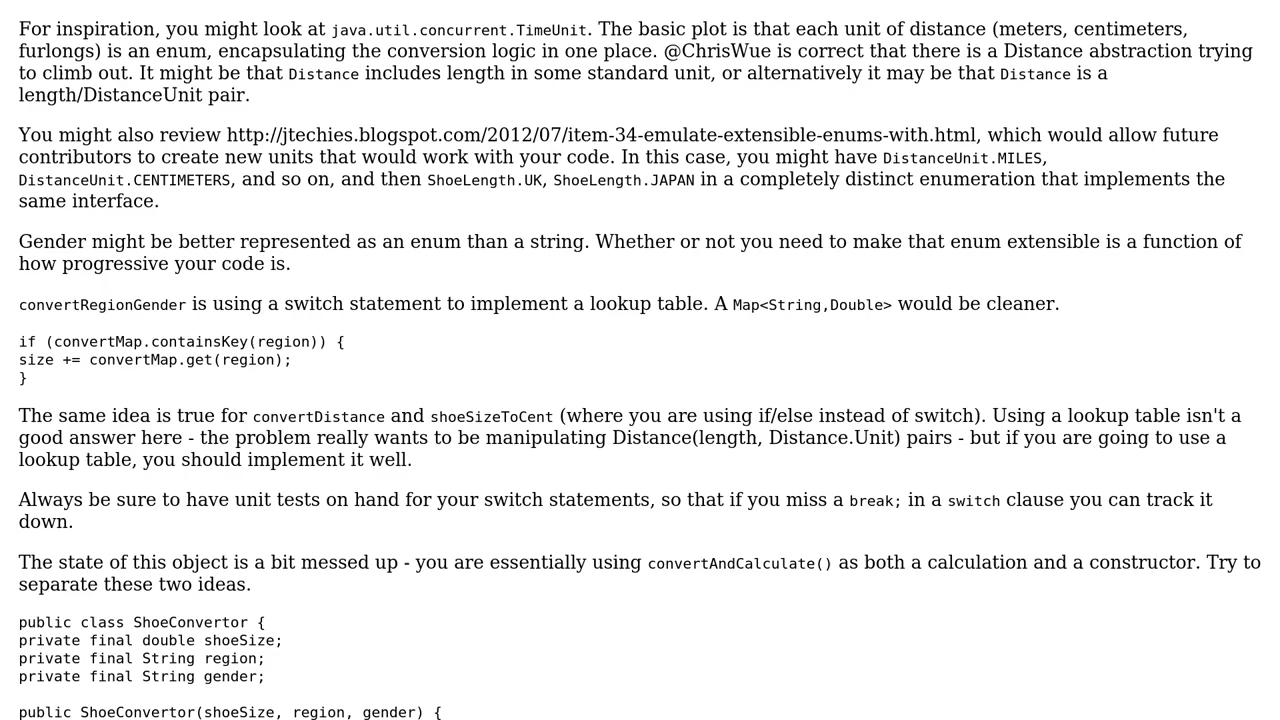 For inspiration, you might look at java.util.concurrent.TimeUnit. The basic plot is that each unit of distance (meters, centimeters,
furlongs) is an enum, encapsulating the conversion logic in one place. @ChrisWue is correct that there is a Distance abstraction trying
to climb out. It might be that Distance includes length in some standard unit, or alternatively it may be that Distance is a
length/DistanceUnit pair.
You might also review http://jtechies.blogspot.com/2012/07/item-34-emulate-extensible-enums-with.html, which would allow future
contributors to create new units that would work with your code. In this case, you might have DistanceUnit.MILES,
DistanceUnit.CENTIMETERS, and so on, and then ShoeLength.UK, ShoeLength.JAPAN in a completely distinct enumeration that implements the
same interface.
Gender might be better represented as an enum than a string. Whether or not you need to make that enum extensible is a function of
how progressive your code is.
convertRegionGender is using a switch statement to implement a lookup table. A Map<String,Double> would be cleaner.
if (convertMap.containsKey(region)) {
size += convertMap.get(region);
}
The same idea is true for convertDistance and shoeSizeToCent (where you are using if/else instead of switch). Using a lookup table isn't a
good answer here - the problem really wants to be manipulating Distance(length, Distance.Unit) pairs - but if you are going to use a
lookup table, you should implement it well.
Always be sure to have unit tests on hand for your switch statements, so that if you miss a break; in a switch clause you can track it
down.
The state of this object is a bit messed up - you are essentially using convertAndCalculate() as both a calculation and a constructor. Try to
separate these two ideas.
public class ShoeConvertor {
private final double shoeSize;
private final String region;
private final String gender;
public ShoeConvertor(shoeSize, region, gender) {